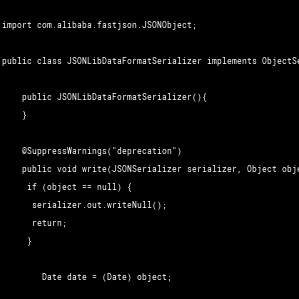 import com.alibaba.fastjson.JSONObject;
public class JSONLibDataFormatSerializer implements ObjectSe
public JSONLibDataFormatSerializer(){
}
@SuppressWarnings("deprecation")
public void write(JSONSerializer serializer, Object obje
if (object == null) {
serializer.out.writeNull();
return;
}
Date date = (Date) object;